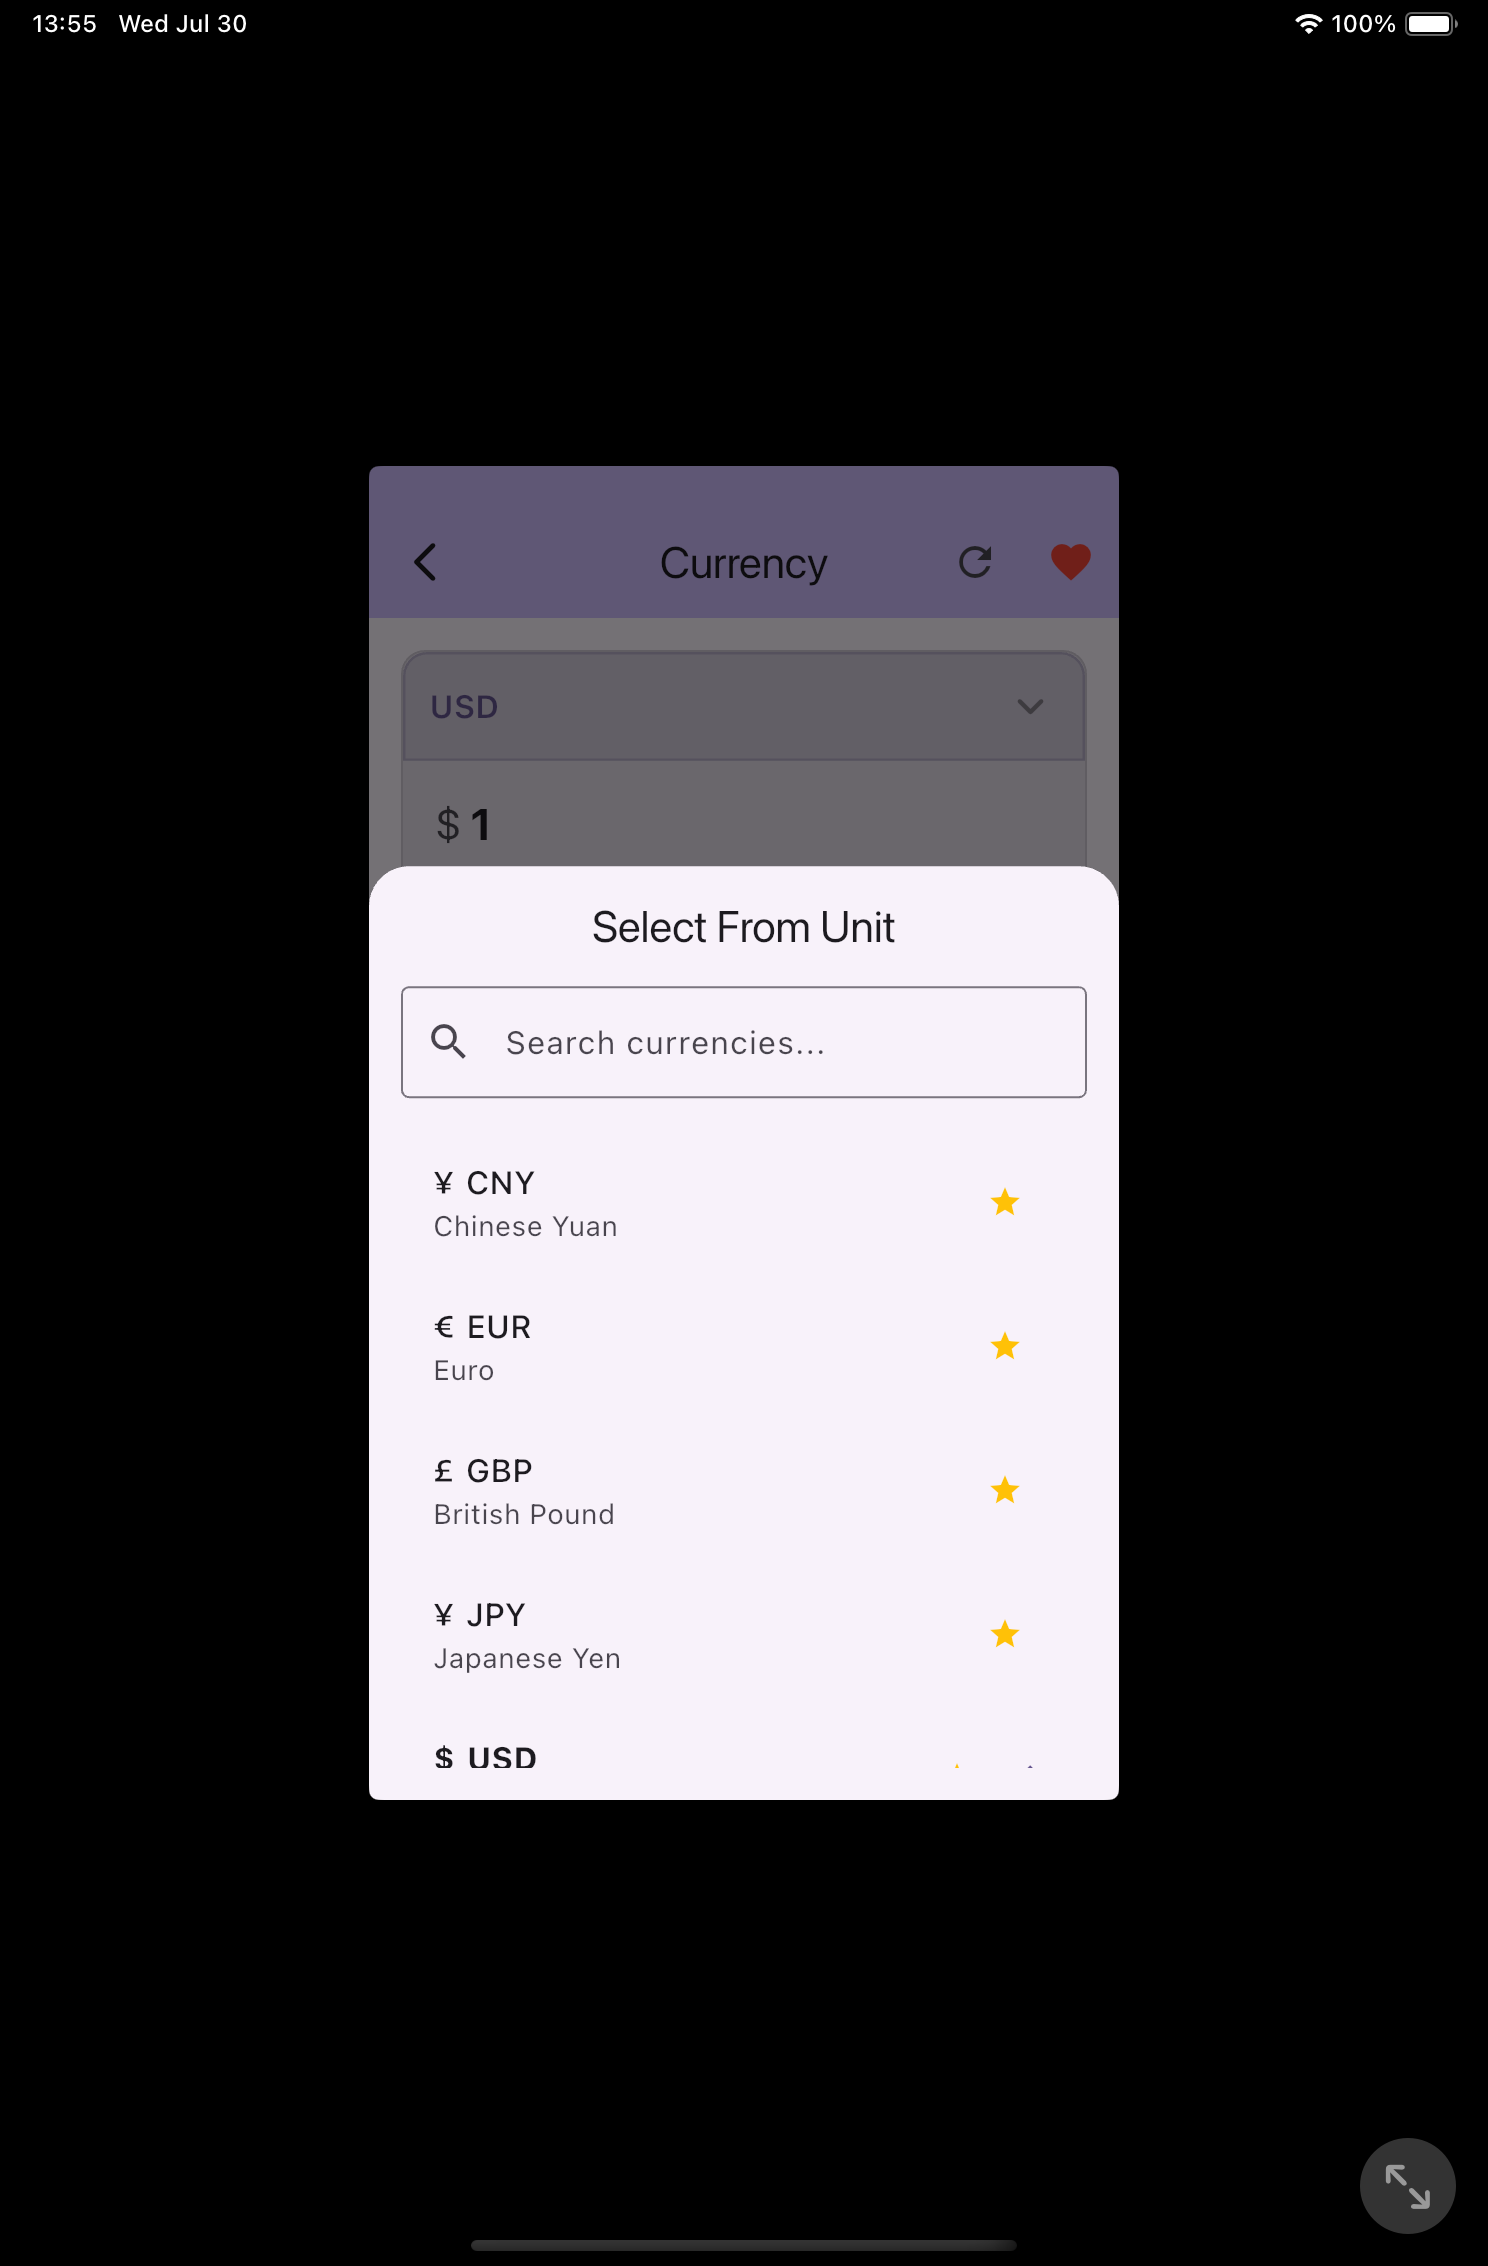 13:55 Wed Jul 30 100%
Currency
USD
$ 1
Select From Unit
Search currencies...
¥ CNY
Chinese Yuan
€ EUR
Euro
£ GBP
British Pound
¥ JPY
Japanese Yen
$ USD